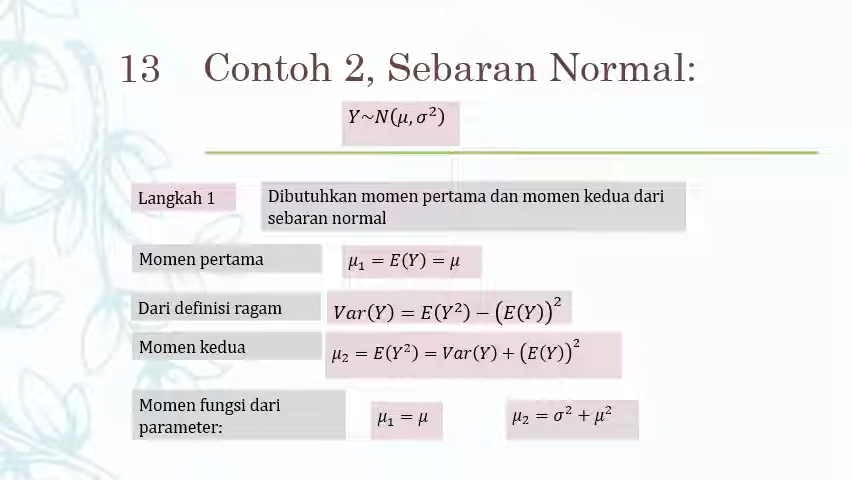 13 Contoh 2, Sebaran Normal:
Y~N(μ, σ²)
Langkah 1
Dibutuhkan momen pertama dan momen kedua dari
sebaran normal
Momen pertama
μ₁ = E(Y) = μ
Dari definisi ragam
Var(Y) = E(Y²) − (E(Y))²
Momen kedua
μ₂ = E(Y²) = Var(Y) + (E(Y))²
Momen fungsi dari
parameter:
μ₁ = μ
μ₂ = σ² + μ²